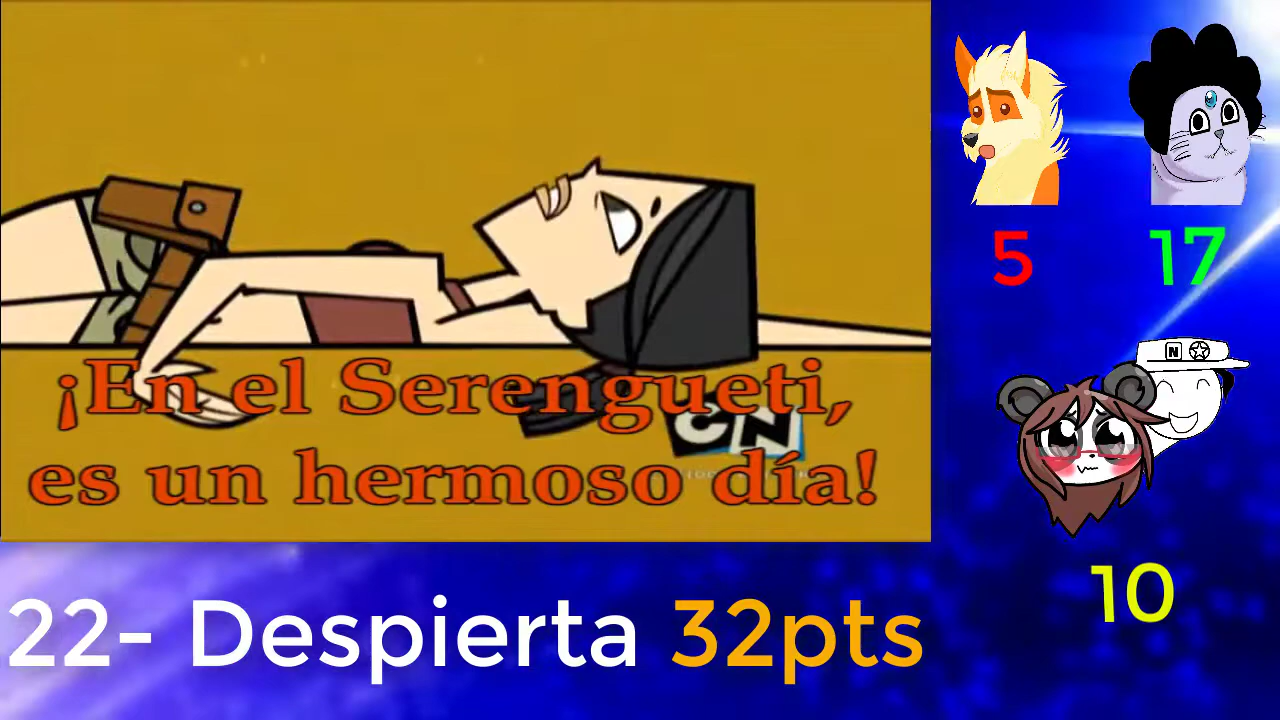 ¡En el Serengueti,
es un hermoso día!
CN
22- Despierta 32pts
5
17
N
10